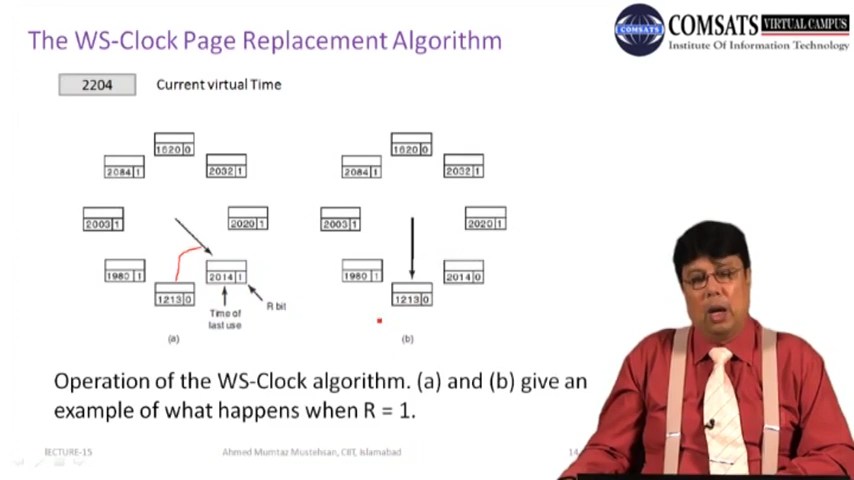 The WS-Clock Page Replacement Algorithm
COMSATS VIRTUAL CAMPUS
COMSATS
Institute Of Information Technology
2204 Current virtual Time
1620 0
1620 0
2084 1
2032 1
2084 1
2032 1
2003 1
2020 1
2003 1
2020 1
1980 1
2014 1
1980 1
2014 0
1213 0
1213 0
Time of
last use
R bit
(a)
(b)
Operation of the WS-Clock algorithm. (a) and (b) give an
example of what happens when R = 1.
LECTURE-15
Ahmed Mumtaz Mustehsan, CIIT, Islamabad
14